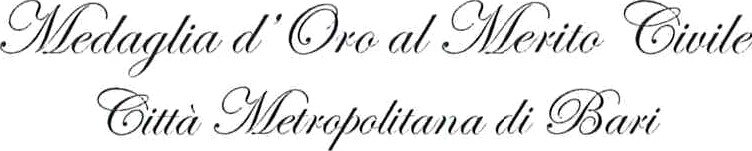 Medaglia d'Oro al Merito Civile
Città Metropolitana di Bari